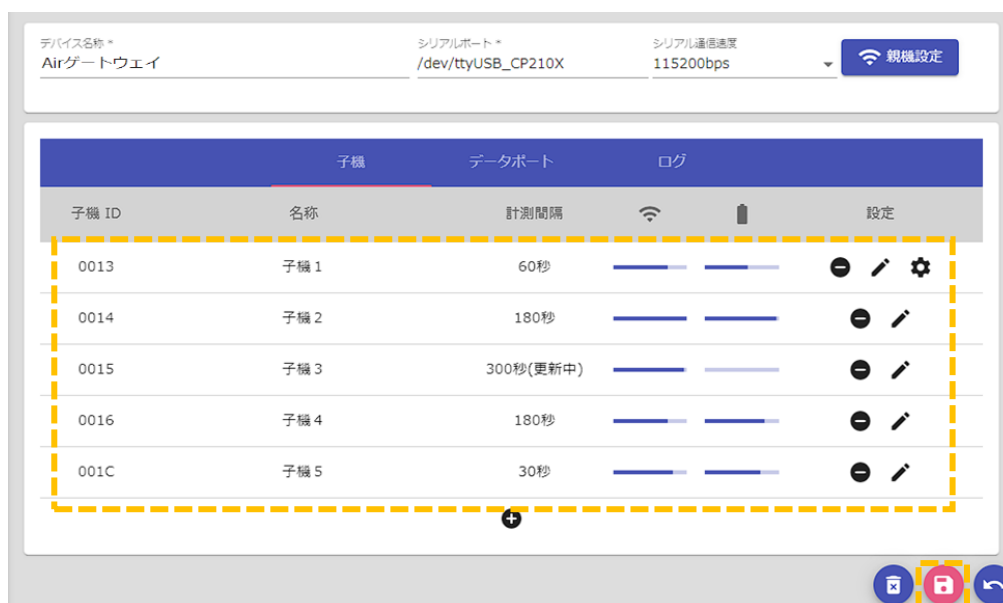 デバイス名称 * シリアルポート * シリアル通信速度
Airゲートウェイ /dev/ttyUSB_CP210X 115200bps 親機設定
子機 データポート ログ
子機 ID 名称 計測間隔 設定
0013 子機 1 60秒
0014 子機 2 180秒
0015 子機 3 300秒(更新中)
0016 子機 4 180秒
001C 子機 5 30秒